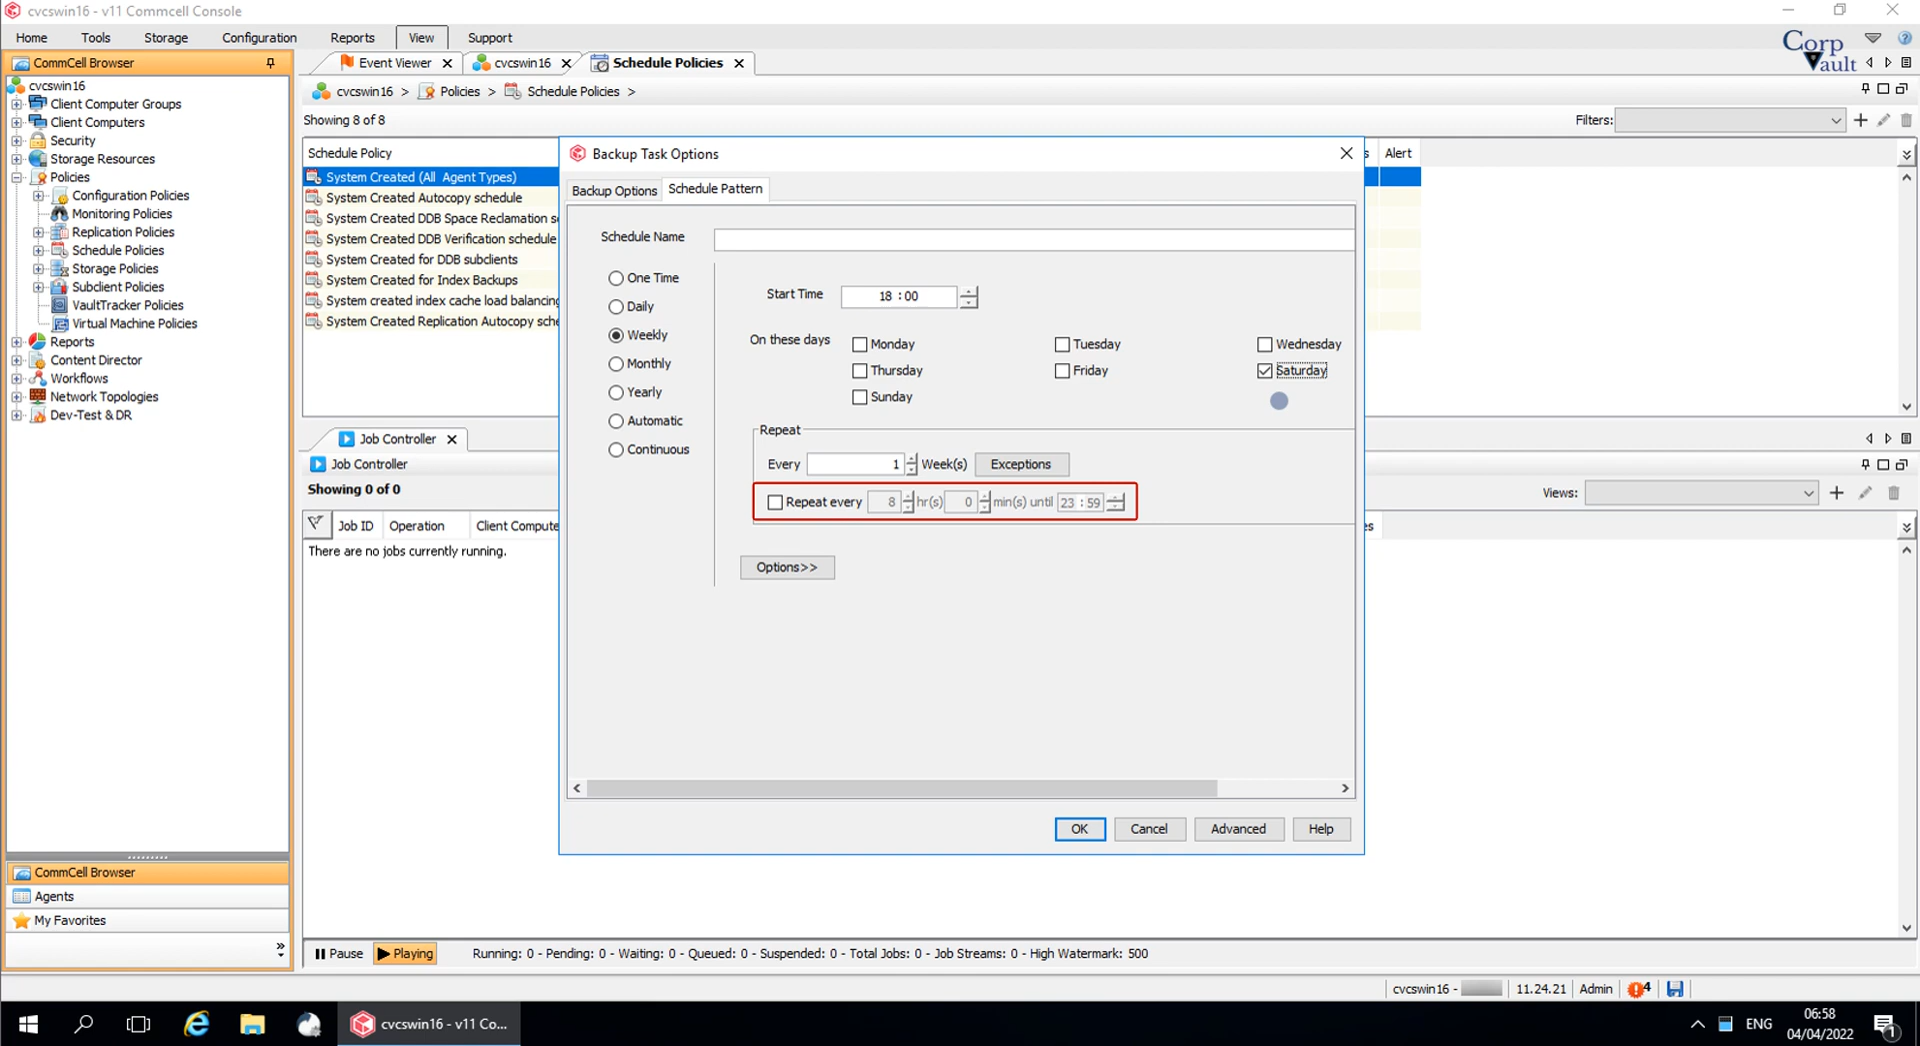 cvcswin16 - v11 Commcell Console
Home Tools Storage Configuration Reports View Support
Corp Vault
CommCell Browser
Event Viewer cvcswin16 Schedule Policies
cvcswin16 > Policies > Schedule Policies >
Showing 8 of 8 Filters:
cvcswin16
Client Computer Groups
Client Computers
Security
Storage Resources
Policies
Configuration Policies
Monitoring Policies
Replication Policies
Schedule Policies
Storage Policies
Subclient Policies
VaultTracker Policies
Virtual Machine Policies
Reports
Content Director
Workflows
Network Topologies
Dev-Test & DR
CommCell Browser
Agents
My Favorites
Schedule Policy s Alert
System Created (All Agent Types)
System Created Autocopy schedule
System Created DDB Space Reclamation s
System Created DDB Verification schedule
System Created for DDB subclients
System Created for Index Backups
System created index cache load balancing
System Created Replication Autocopy sche
Backup Task Options
Backup Options Schedule Pattern
Schedule Name
One Time
Daily
Weekly
Monthly
Yearly
Automatic
Continuous
Start Time 18 : 00
On these days Monday Tuesday Wednesday
Thursday Friday Saturday
Sunday
Repeat
Every 1 Week(s) Exceptions
Repeat every 8 hr(s) 0 min(s) until 23 : 59
Options>>
OK Cancel Advanced Help
Job Controller
Job Controller
Showing 0 of 0 Views:
Job ID Operation Client Compute es
There are no jobs currently running.
Pause Playing Running: 0 - Pending: 0 - Waiting: 0 - Queued: 0 - Suspended: 0 - Total Jobs: 0 - Job Streams: 0 - High Watermark: 500
cvcswin16 - 11.24.21 Admin 4
cvcswin16 - v11 Co... ENG 06:58
04/04/2022 1